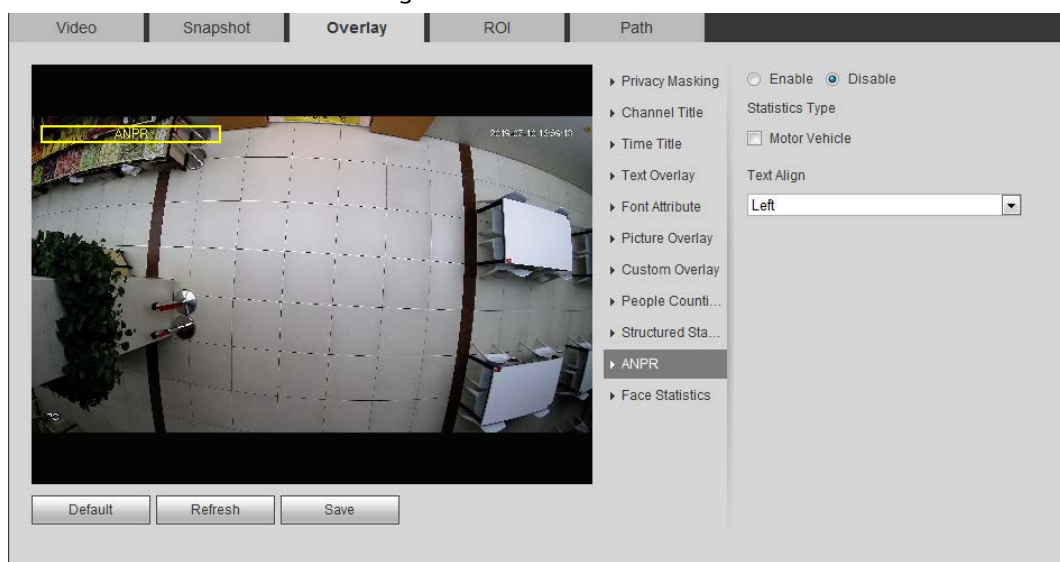 Video Snapshot Overlay ROI Path
ANPR
Privacy Masking
Channel Title
Time Title
Text Overlay
Font Attribute
Picture Overlay
Custom Overlay
People Counti...
Structured Sta...
ANPR
Face Statistics
Enable Disable
Statistics Type
Motor Vehicle
Text Align
Left
Default Refresh Save